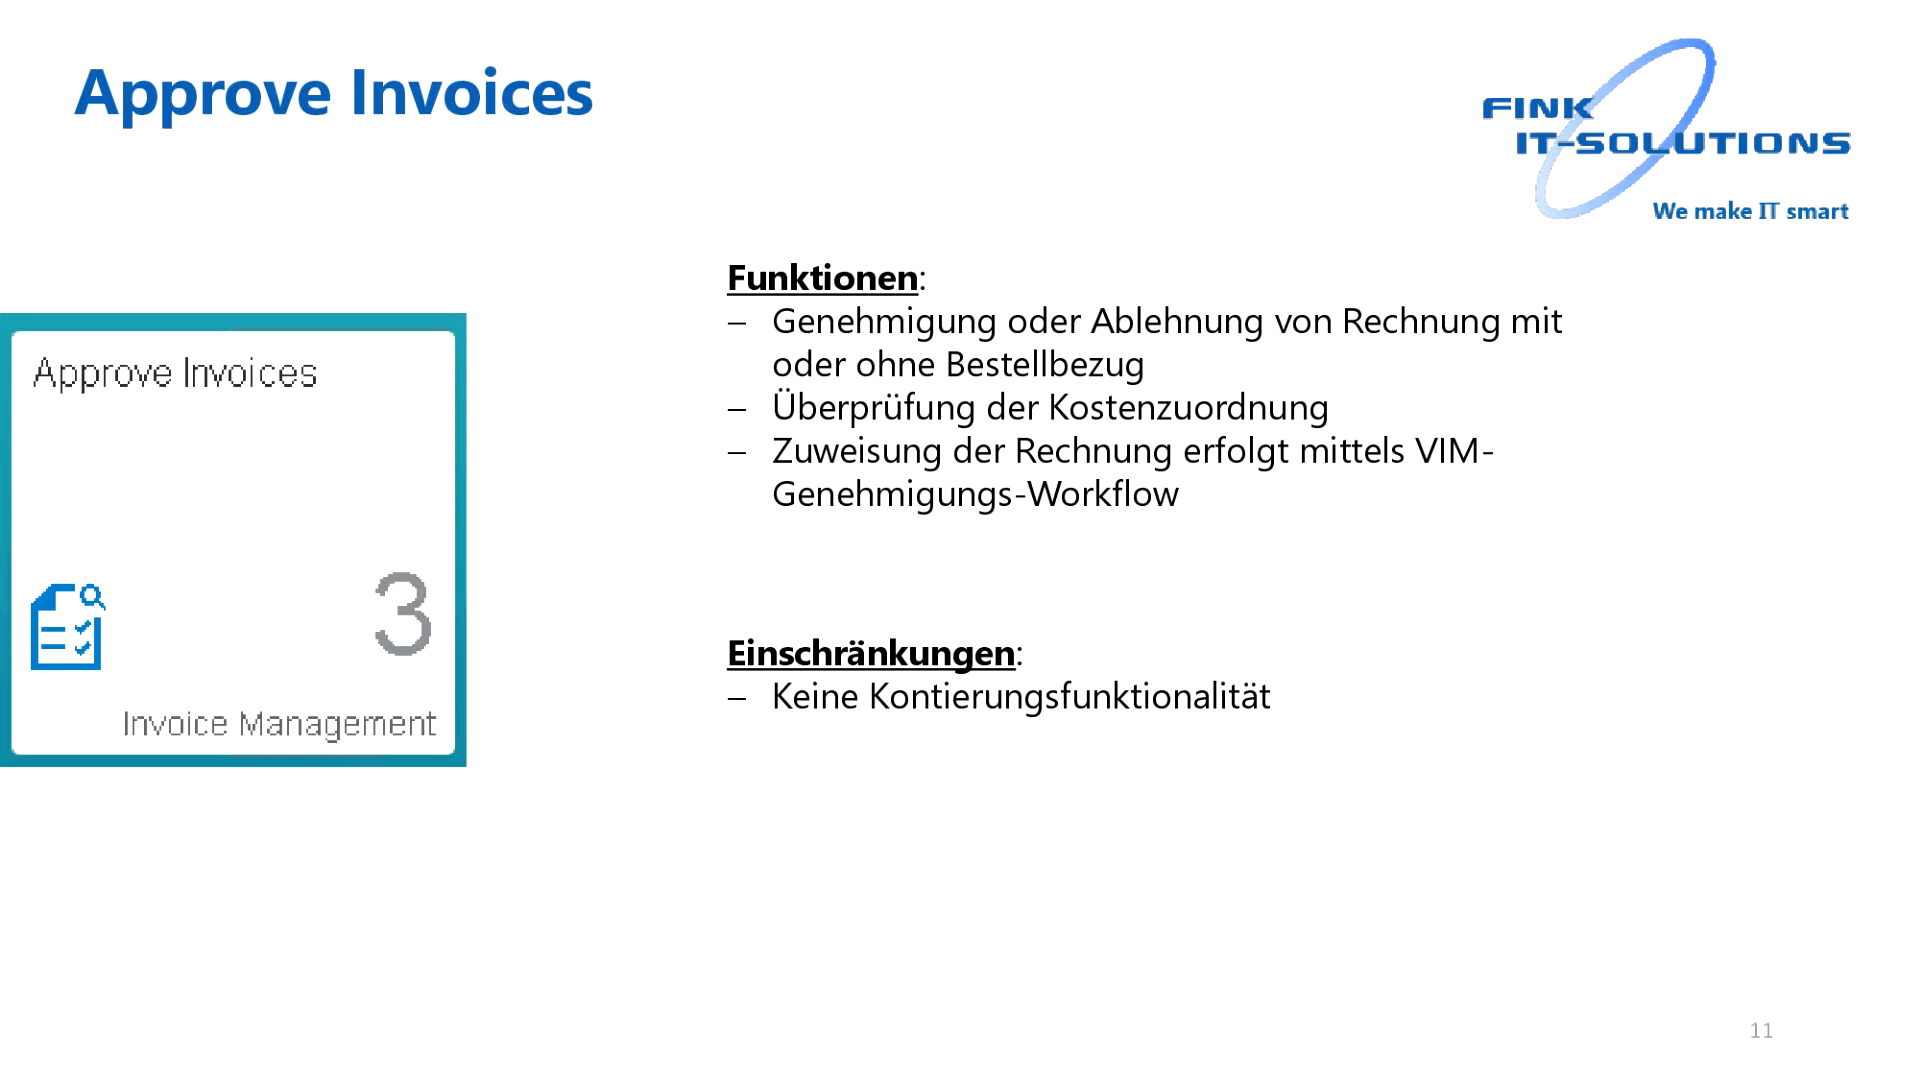 Approve Invoices
FINK
IT-SOLUTIONS
We make IT smart
Funktionen:
– Genehmigung oder Ablehnung von Rechnung mit
oder ohne Bestellbezug
– Überprüfung der Kostenzuordnung
– Zuweisung der Rechnung erfolgt mittels VIM-
Genehmigungs-Workflow
Einschränkungen:
– Keine Kontierungsfunktionalität
Approve Invoices
3
Invoice Management
11